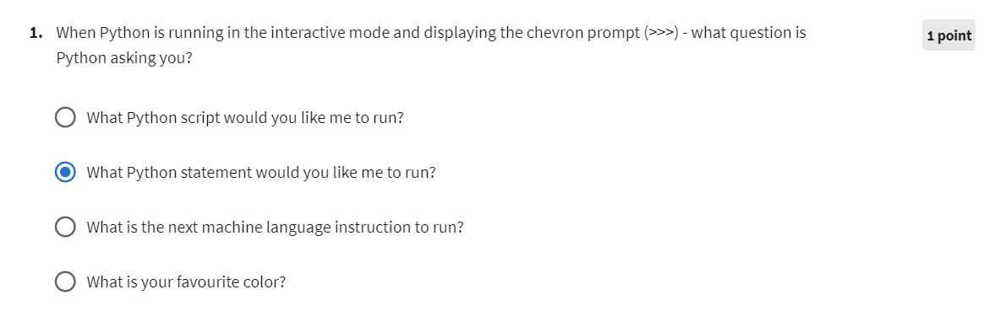 1. When Python is running in the interactive mode and displaying the chevron prompt (>>>) - what question is
Python asking you?
1 point
What Python script would you like me to run?
What Python statement would you like me to run?
What is the next machine language instruction to run?
What is your favourite color?